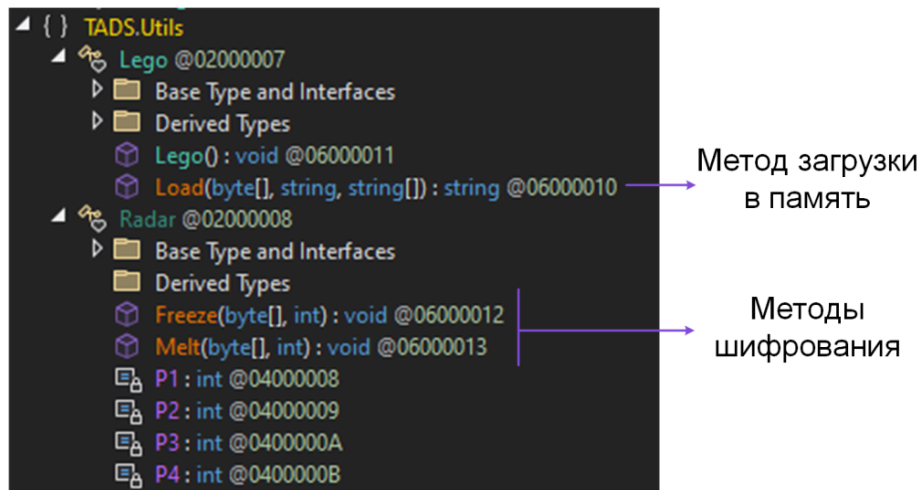 { } TADS.Utils
Lego @02000007
Base Type and Interfaces
Derived Types
Lego() : void @06000011
Load(byte[], string, string[]) : string @06000010
Метод загрузки
в память
Radar @02000008
Base Type and Interfaces
Derived Types
Freeze(byte[], int) : void @06000012
Melt(byte[], int) : void @06000013
Методы
шифрования
P1 : int @04000008
P2 : int @04000009
P3 : int @0400000A
P4 : int @0400000B